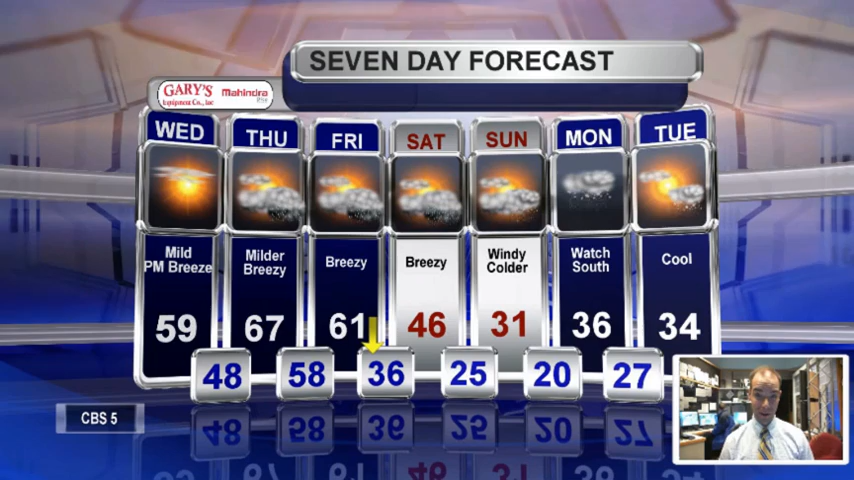 SEVEN DAY FORECAST
GARY'S
Equipment Co., Inc
Mahindra
WED
THU
FRI
SAT
SUN
MON
TUE
Mild
PM Breeze
Milder
Breezy
Breezy
Breezy
Windy
Colder
Watch
South
Cool
59
67
61
46
31
36
34
48
58
36
25
20
27
CBS 5